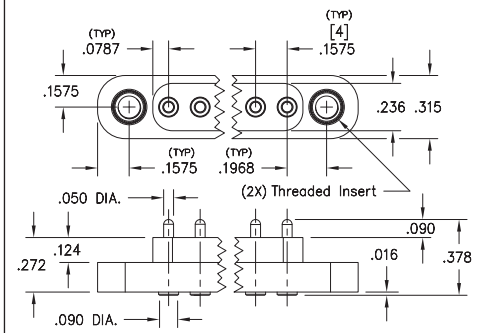 (TYP)
.0787
(TYP)
[4]
.1575
.1575
.236 .315
(TYP)
.1575
(TYP)
.1968
(2X) Threaded Insert
.050 DIA.
.090
.124
.272
.016
.378
.090 DIA.